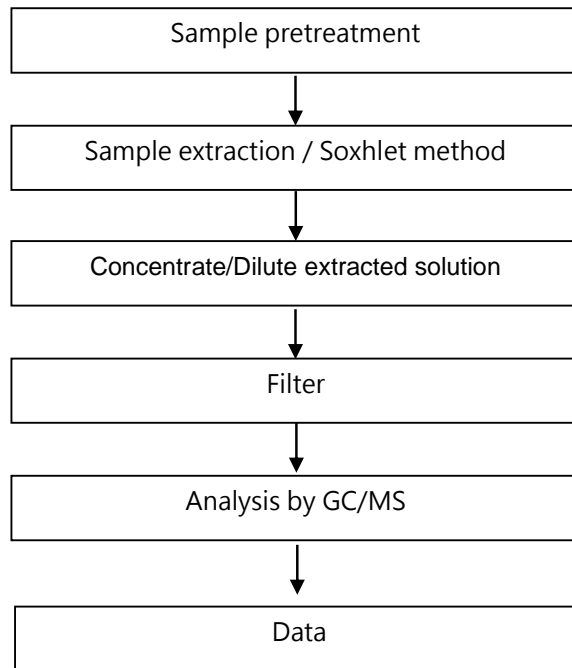 Sample pretreatment
Sample extraction / Soxhlet method
Concentrate/Dilute extracted solution
Filter
Analysis by GC/MS
Data